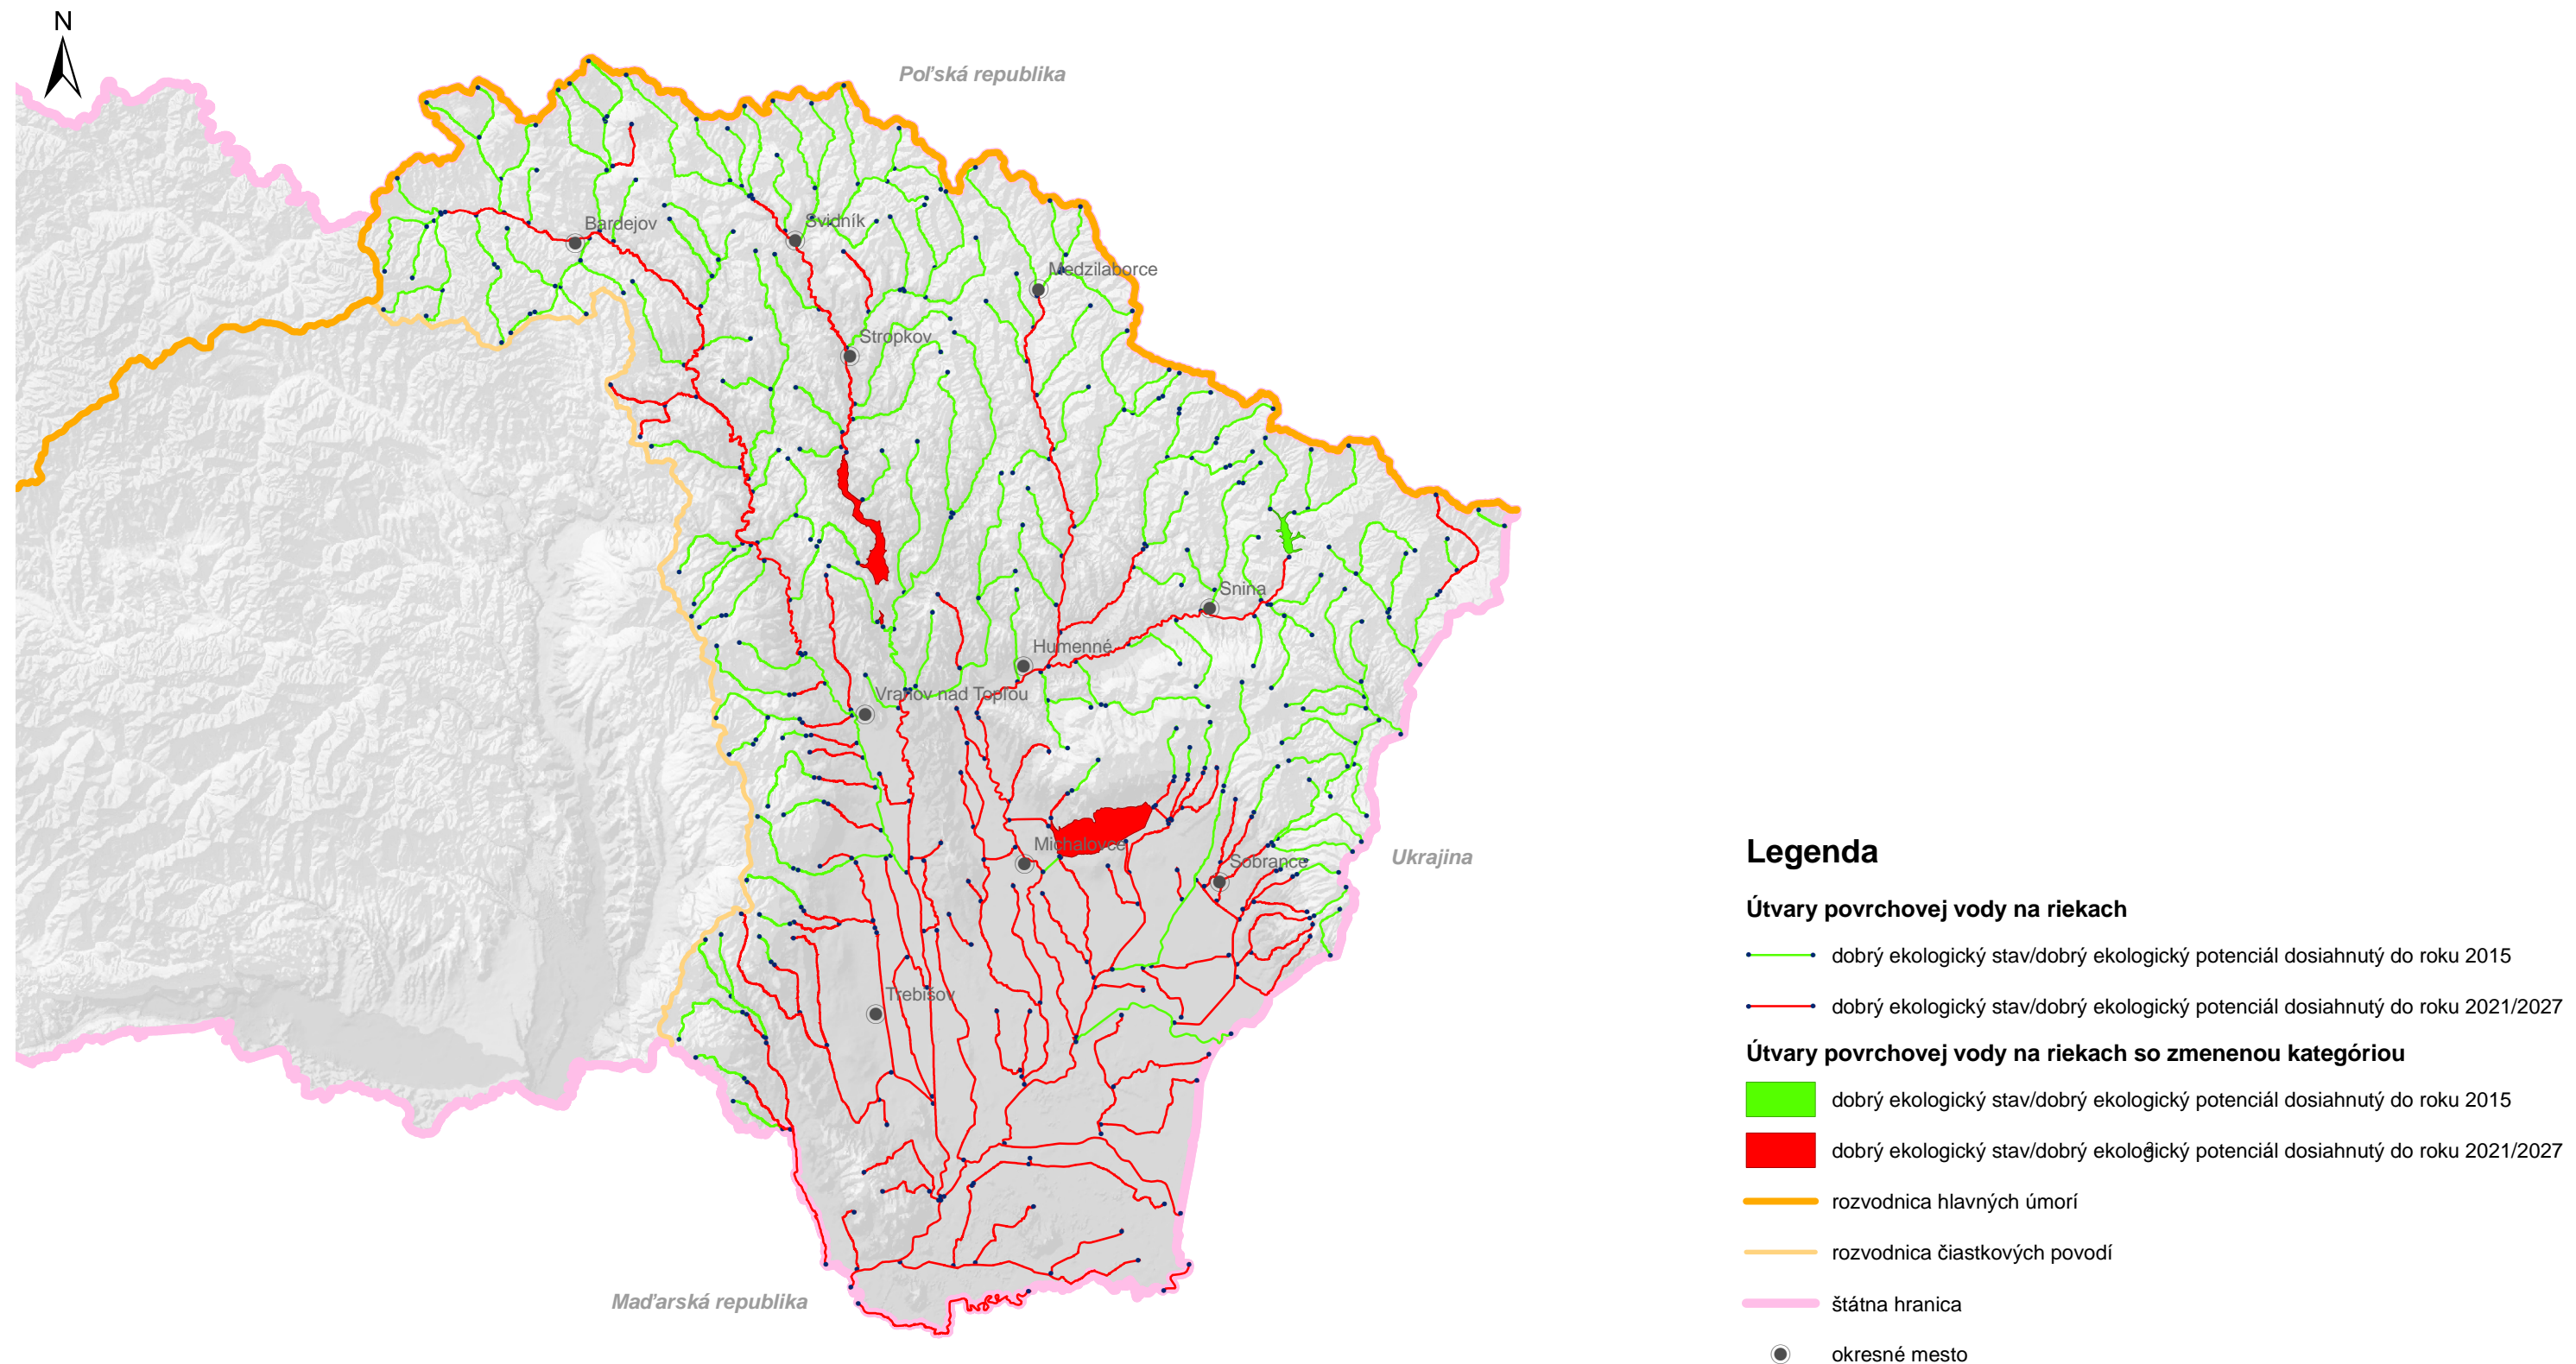 N
Poľská republika
Bardejov
Svidník
Medzilaborce
Stropkov
Snina
Humenné
Vranov nad Topľou
Michalovce
Sobrance
Ukrajina
Trebišov
Maďarská republika
Legenda
Útvary povrchovej vody na riekach
dobrý ekologický stav/dobrý ekologický potenciál dosiahnutý do roku 2015
dobrý ekologický stav/dobrý ekologický potenciál dosiahnutý do roku 2021/2027
Útvary povrchovej vody na riekach so zmenenou kategóriou
dobrý ekologický stav/dobrý ekologický potenciál dosiahnutý do roku 2015
dobrý ekologický stav/dobrý ekologický potenciál dosiahnutý do roku 2021/2027
rozvodnica hlavných úmorí
rozvodnica čiastkových povodí
štátna hranica
okresné mesto